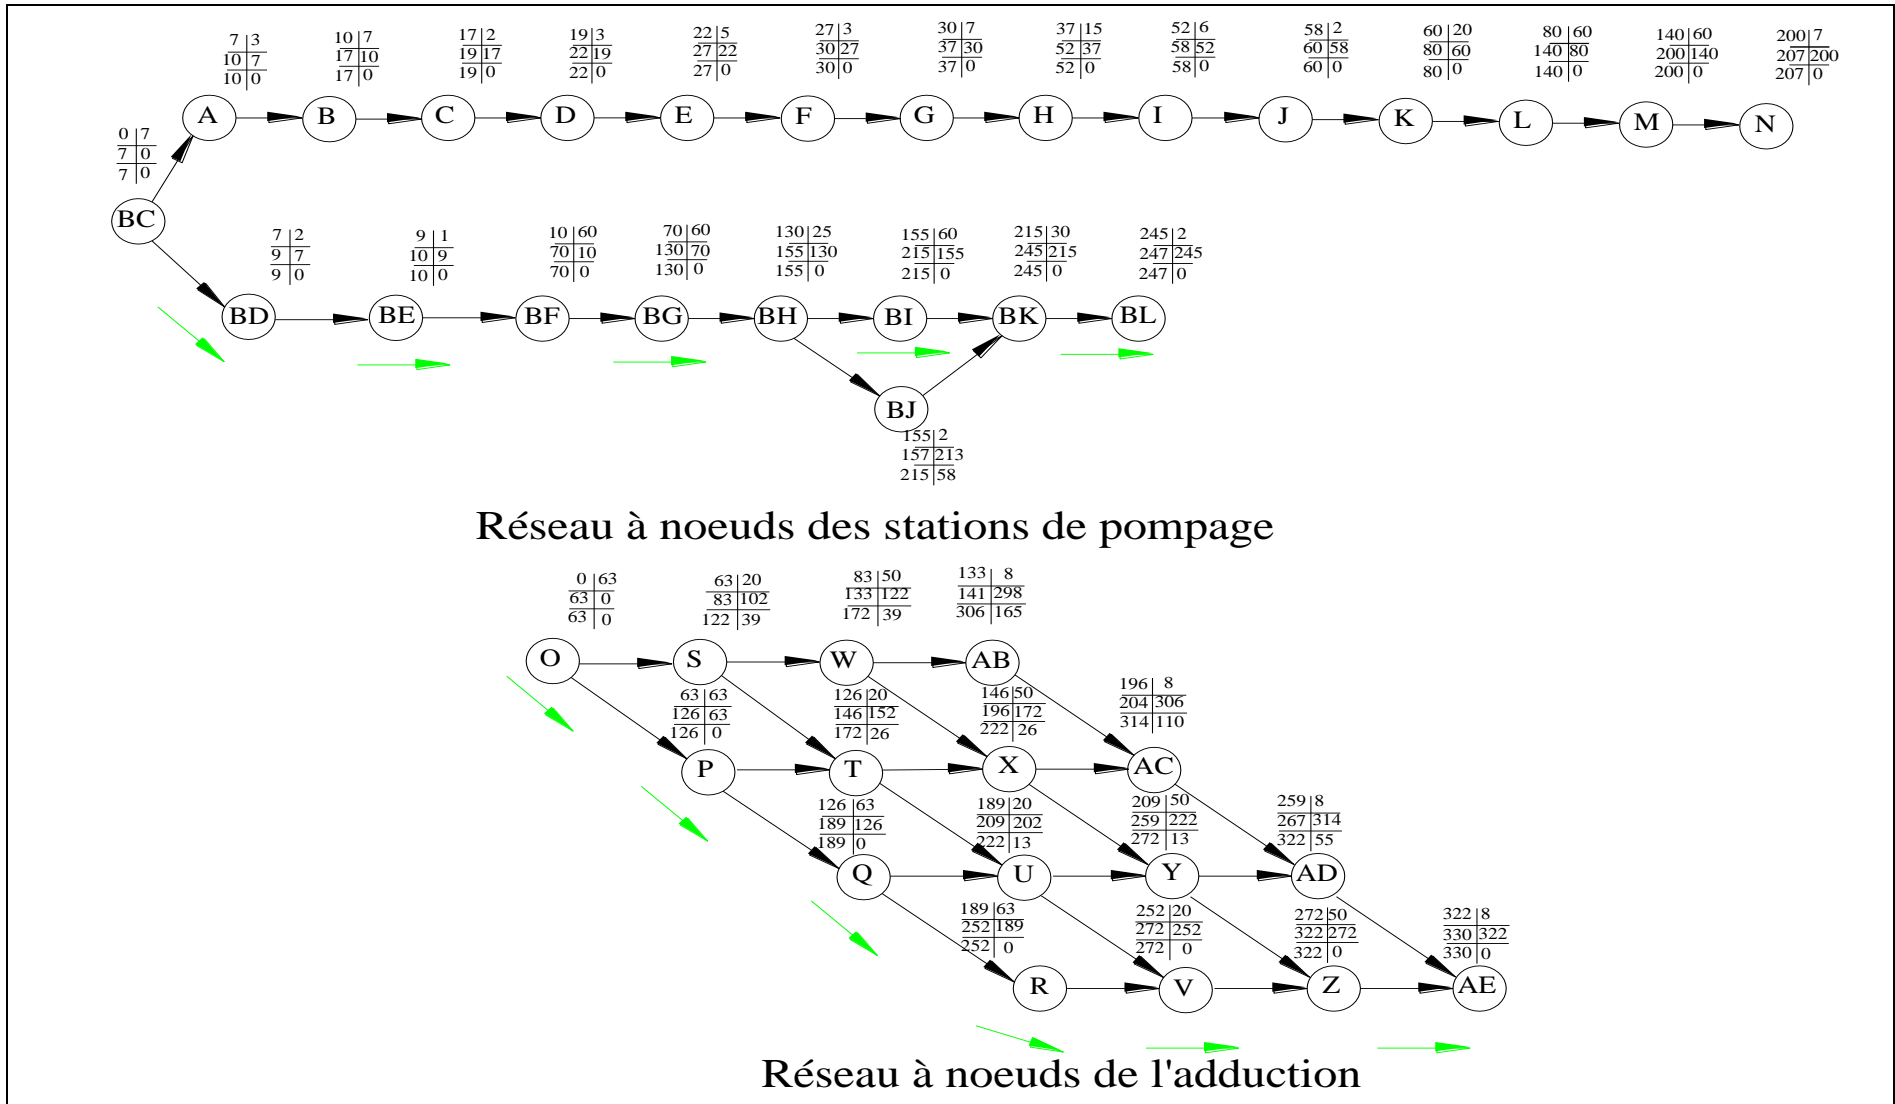 7 3 10 7 17 2 19 3 22 5 27 3 30 7 37 15 52 6 58 2 60 20 80 60 140 60 200 7
10 7 17 10 19 17 22 19 27 22 30 27 37 30 52 37 58 52 60 58 80 60 140 80 200 140 207 200
10 0 17 0 19 0 22 0 27 0 30 0 37 0 52 0 58 0 60 0 80 0 140 0 200 0 207 0
A B C D E F G H I J K L M N
0 7
7 0
7 0
BC
7 2 9 1 10 60 70 60 130 25 155 60 215 30 245 2
9 7 10 9 70 10 130 70 155 130 215 155 245 215 247 245
9 0 10 0 70 0 130 0 155 0 215 0 245 0 247 0
BD BE BF BG BH BI BK BL
BJ
155 2
157 213
215 58
Réseau à noeuds des stations de pompage
0 63 63 20 83 50 133 8
63 0 83 102 133 122 141 298
63 0 122 39 172 39 306 165
O S W AB
63 63 126 20 146 50 196 8
126 63 146 152 196 172 204 306
126 0 172 26 222 26 314 110
P T X AC
126 63 189 20 209 50 259 8
189 126 209 202 259 222 267 314
189 0 222 13 272 13 322 55
Q U Y AD
189 63 252 20 272 50 322 8
252 189 272 252 322 272 330 322
252 0 272 0 322 0 330 0
R V Z AE
Réseau à noeuds de l'adduction